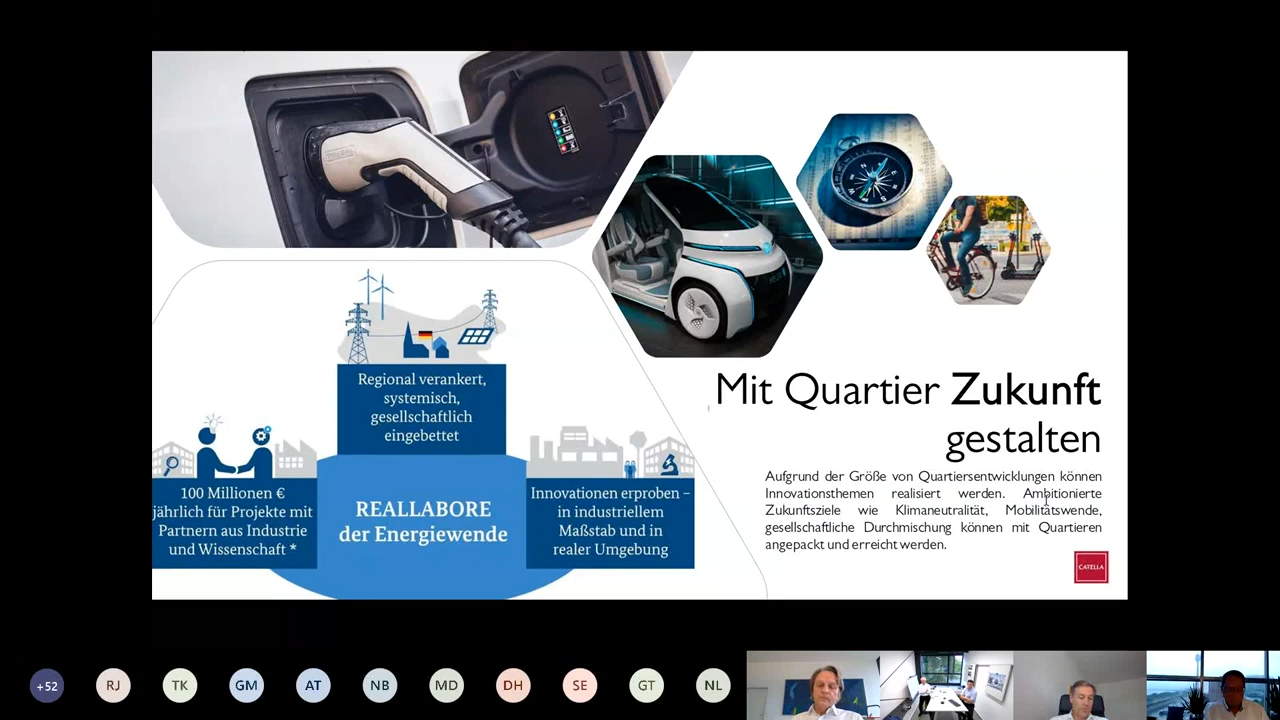 Regional verankert,
systemisch,
gesellschaftlich
eingebettet
100 Millionen €
jährlich für Projekte mit
Partnern aus Industrie
und Wissenschaft *
REALLABORE
der Energiewende
Innovationen erproben –
in industriellem
Maßstab und in
realer Umgebung
Mit Quartier Zukunft
gestalten
Aufgrund der Größe von Quartiersentwicklungen können
Innovationsthemen realisiert werden. Ambitionierte
Zukunftsziele wie Klimaneutralität, Mobilitätswende,
gesellschaftliche Durchmischung können mit Quartieren
angepackt und erreicht werden.
CATELLA
+52 RJ TK GM AT NB MD DH SE GT NL